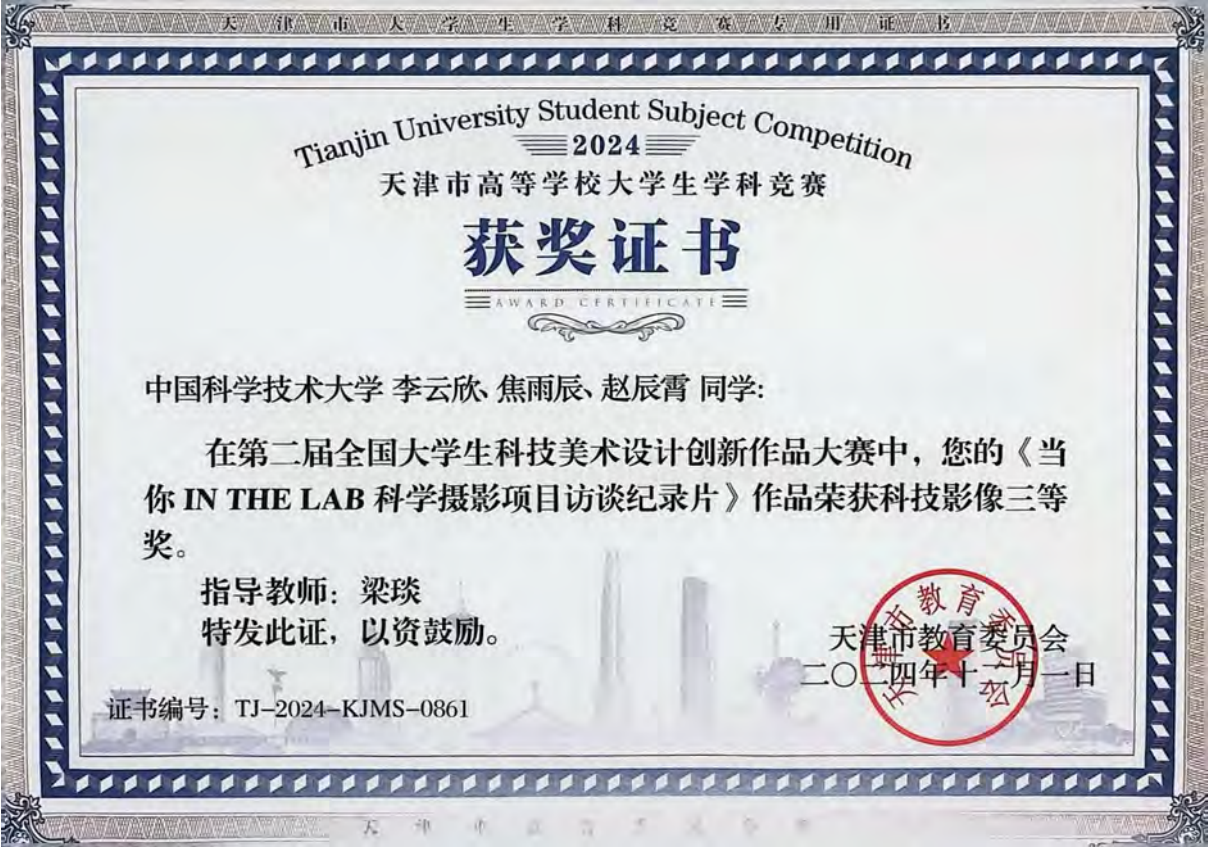 天津市大学生学科竞赛专用证书
Tianjin University Student Subject Competition
2024
天津市高等学校大学生学科竞赛
获奖证书
AWARD CERTIFICATE
中国科学技术大学 李云欣、焦雨辰、赵辰霄 同学:
在第二届全国大学生科技美术设计创新作品大赛中，您的《当
你 IN THE LAB 科学摄影项目访谈纪录片》作品荣获科技影像三等
奖。
指导教师：梁琰
特发此证，以资鼓励。
天津市教育委员会
天津市教育委员会
二〇二四年十二月一日
证书编号：TJ-2024-KJMS-0861